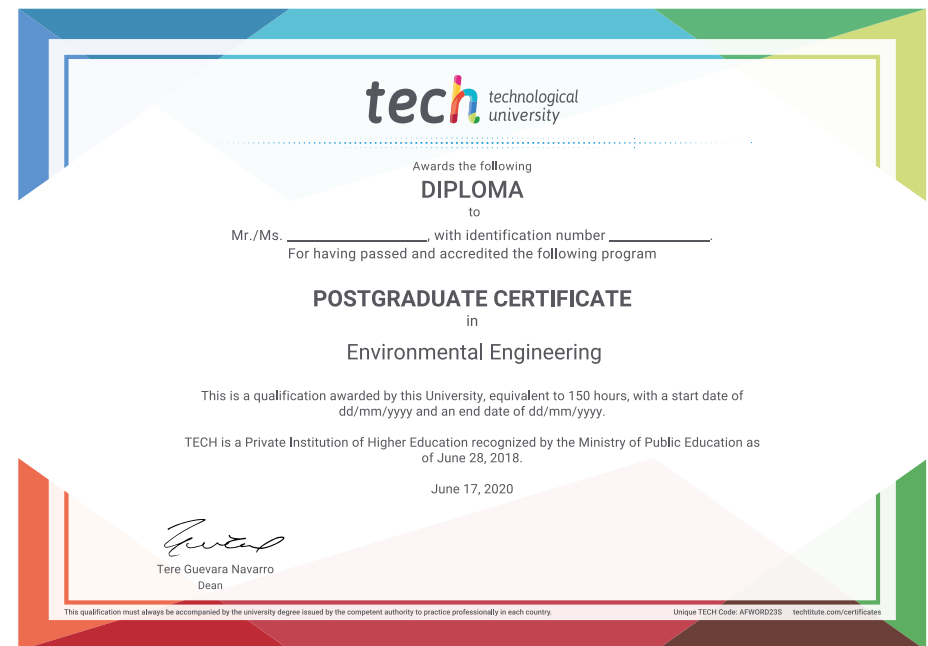 tech technological
university
Awards the following
DIPLOMA
to
Mr./Ms. ____________________, with identification number ______________.
For having passed and accredited the following program
POSTGRADUATE CERTIFICATE
in
Environmental Engineering
This is a qualification awarded by this University, equivalent to 150 hours, with a start date of
dd/mm/yyyy and an end date of dd/mm/yyyy.
TECH is a Private Institution of Higher Education recognized by the Ministry of Public Education as
of June 28, 2018.
June 17, 2020
Tere Guevara Navarro
Dean
This qualification must always be accompanied by the university degree issued by the competent authority to practice professionally in each country.
Unique TECH Code: AFWORD23S techtitute.com/certificates